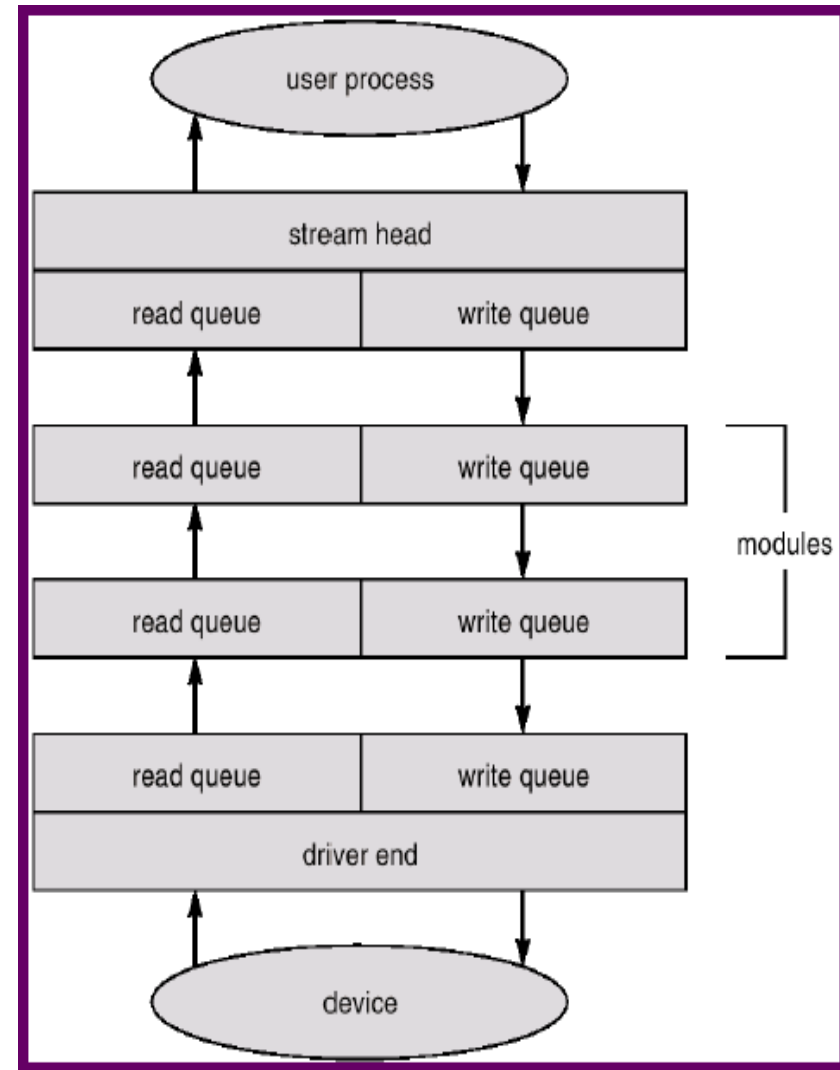 user process
stream head
read queue write queue
read queue write queue
modules
read queue write queue
read queue write queue
driver end
device